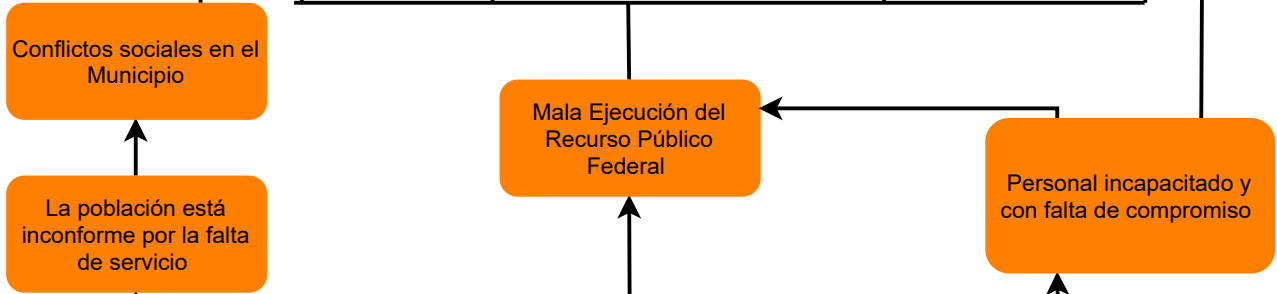 Conflictos sociales en el
Municipio
Mala Ejecución del
Recurso Público
Federal
La población está
inconforme por la falta
de servicio
Personal incapacitado y
con falta de compromiso